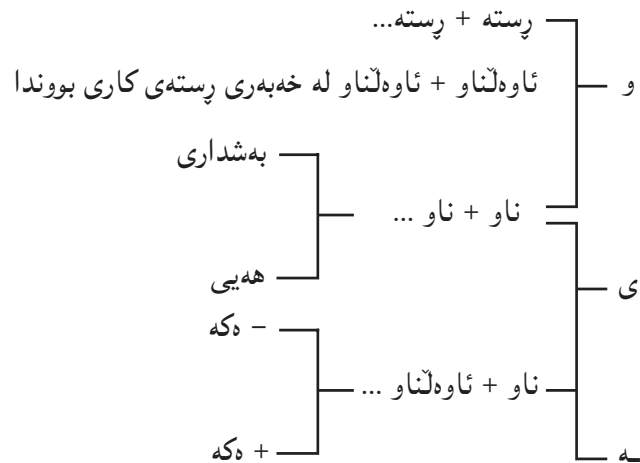 ڕستە + ڕستە...
و
ئاوەڵناو + ئاوەڵناو لە خەبەری ڕستەی کاری بووندا
بەشداری
ناو + ناو ...
هەیی
ی
− ەکە
ناو + ئاوەڵناو ...
+ ەکە
ـە